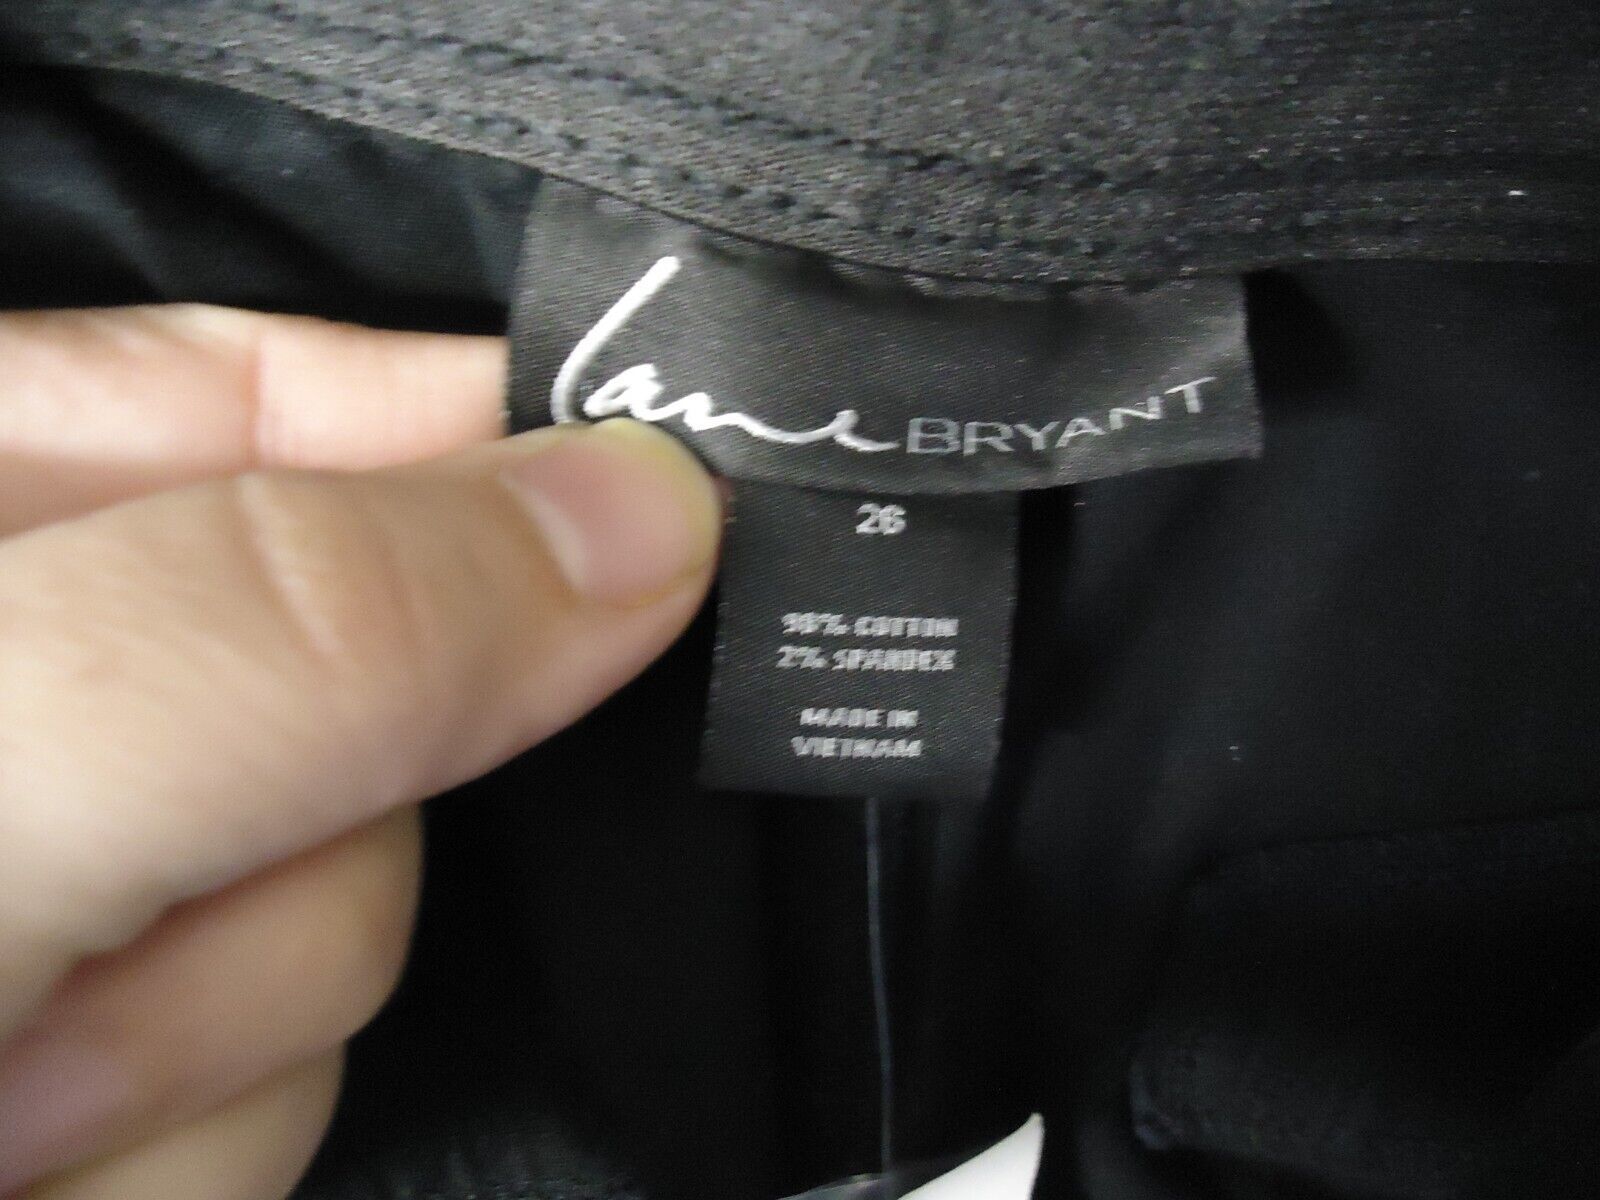 Lane BRYANT
26
98% COTTON
2% SPANDEX
MADE IN
VIETNAM